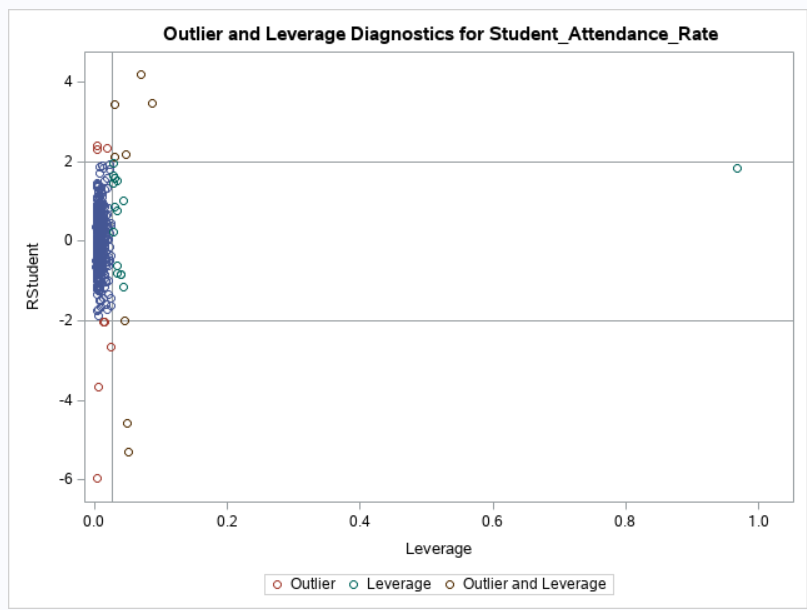 Outlier and Leverage Diagnostics for Student_Attendance_Rate
RStudent
4
2
0
-2
-4
-6
0.0 0.2 0.4 0.6 0.8 1.0
Leverage
Outlier Leverage Outlier and Leverage